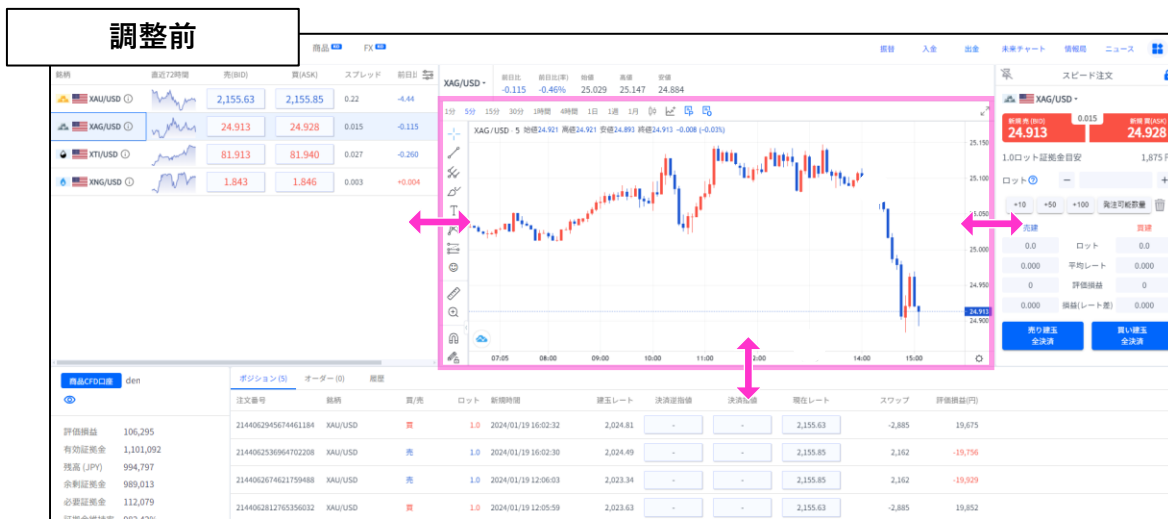 調整前
商品 FX
振替 入金 出金 未来チャート 情報局 ニュース
銘柄 直近72時間 売(BID) 買(ASK) スプレッド 前日比
XAU/USD 2,155.63 2,155.85 0.22 -4.44
XAG/USD 24.913 24.928 0.015 -0.115
XTI/USD 81.913 81.940 0.027 -0.260
XNG/USD 1.843 1.846 0.003 +0.004
XAG/USD
前日比 前日比(率) 始値 高値 安値
-0.115 -0.46% 25.029 25.147 24.884
1分 5分 15分 30分 1時間 4時間 1日 1週 1月
XAG/USD · 5 始値24.921 高値24.921 安値24.893 終値24.913 -0.008 (-0.03%)
25.150
25.100
25.050
25.000
24.950
24.913
24.900
07:05 08:00 09:00 10:00 11:00 14:00 15:00
スピード注文
XAG/USD
新規 売 (BID) 0.015 新規 買(ASK)
24.913 24.928
1.0ロット証拠金目安 1,875
ロット − +
+10 +50 +100 発注可能数量
売建 買建
0.0 ロット 0.0
0.000 平均レート 0.000
0 評価損益 0
0.000 損益(レート差) 0.000
売り建玉 全決済 買い建玉 全決済
商品CFD口座 den
評価損益 106,295
有効証拠金 1,101,092
残高 (JPY) 994,797
余剰証拠金 989,013
必要証拠金 112,079
ポジション (5) オーダー (0) 履歴
注文番号 銘柄 買/売 ロット 新規時間 建玉レート 決済逆指値 決済指値 現在レート スワップ 評価損益(円)
2144062945674461184 XAU/USD 買 1.0 2024/01/19 16:02:32 2,024.81 - - 2,155.63 -2,885 19,675
2144062536964702208 XAU/USD 売 1.0 2024/01/19 16:02:30 2,024.49 - - 2,155.85 2,162 -19,756
2144062674621759488 XAU/USD 売 1.0 2024/01/19 12:06:03 2,023.34 - - 2,155.85 2,162 -19,929
2144062812765356032 XAU/USD 買 1.0 2024/01/19 12:05:59 2,023.63 - - 2,155.63 -2,885 19,852